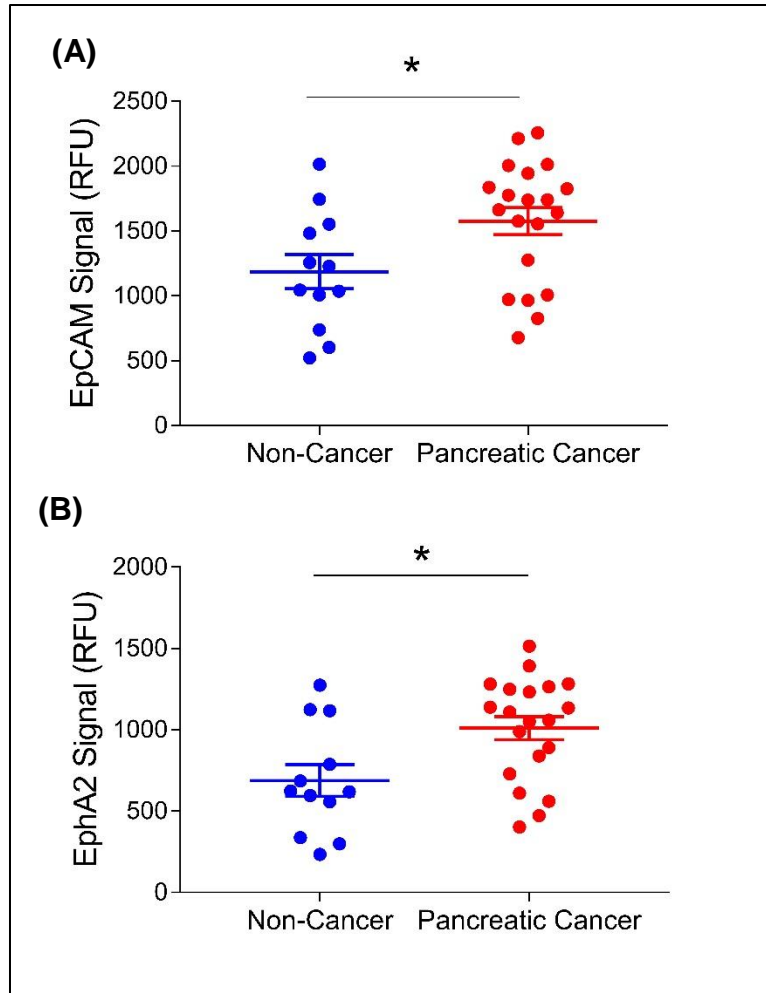 (A)
*
EpCAM Signal (RFU)
2500
2000
1500
1000
500
0
Non-Cancer Pancreatic Cancer
(B)
*
EphA2 Signal (RFU)
2000
1500
1000
500
0
Non-Cancer Pancreatic Cancer